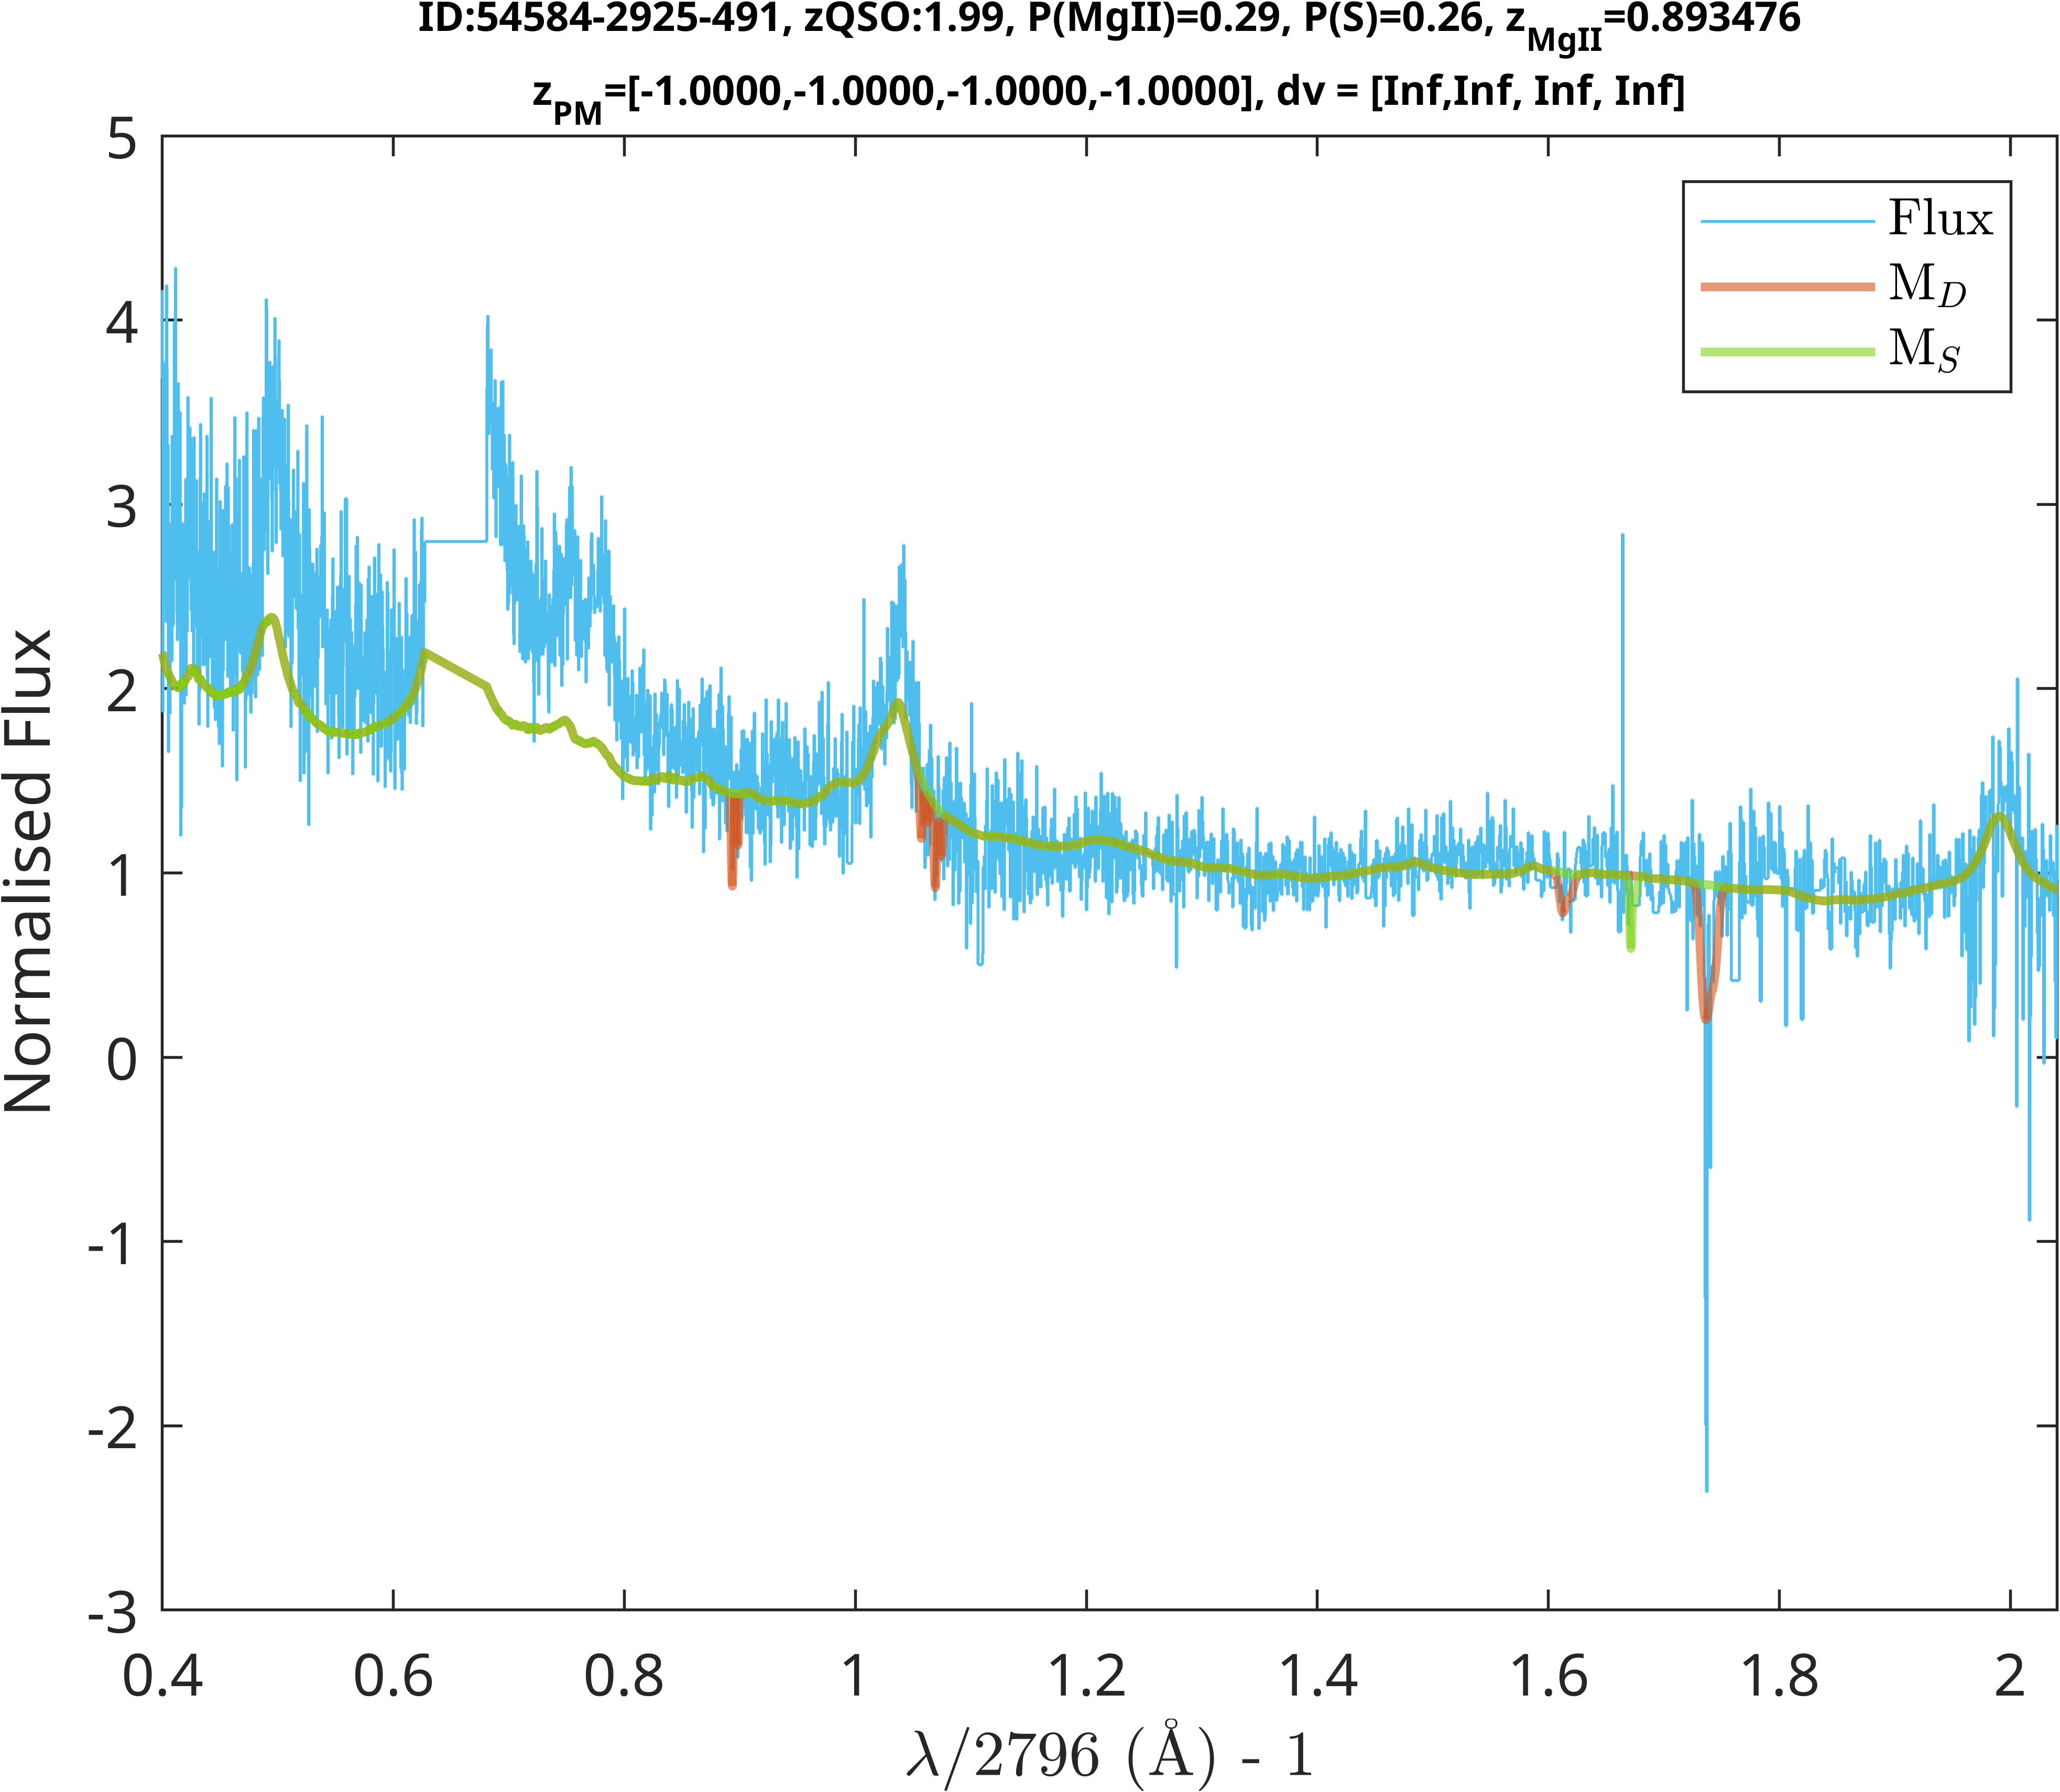 ID:54584-2925-491, zQSO:1.99, P(MgII)=0.29, P(S)=0.26, zMgII=0.893476
zPM=[-1.0000,-1.0000,-1.0000,-1.0000], dv = [Inf,Inf, Inf, Inf]
5
4
3
2
1
0
-1
-2
-3
Normalised Flux
Flux
MD
MS
0.4 0.6 0.8 1 1.2 1.4 1.6 1.8 2
λ/2796 (Å) - 1